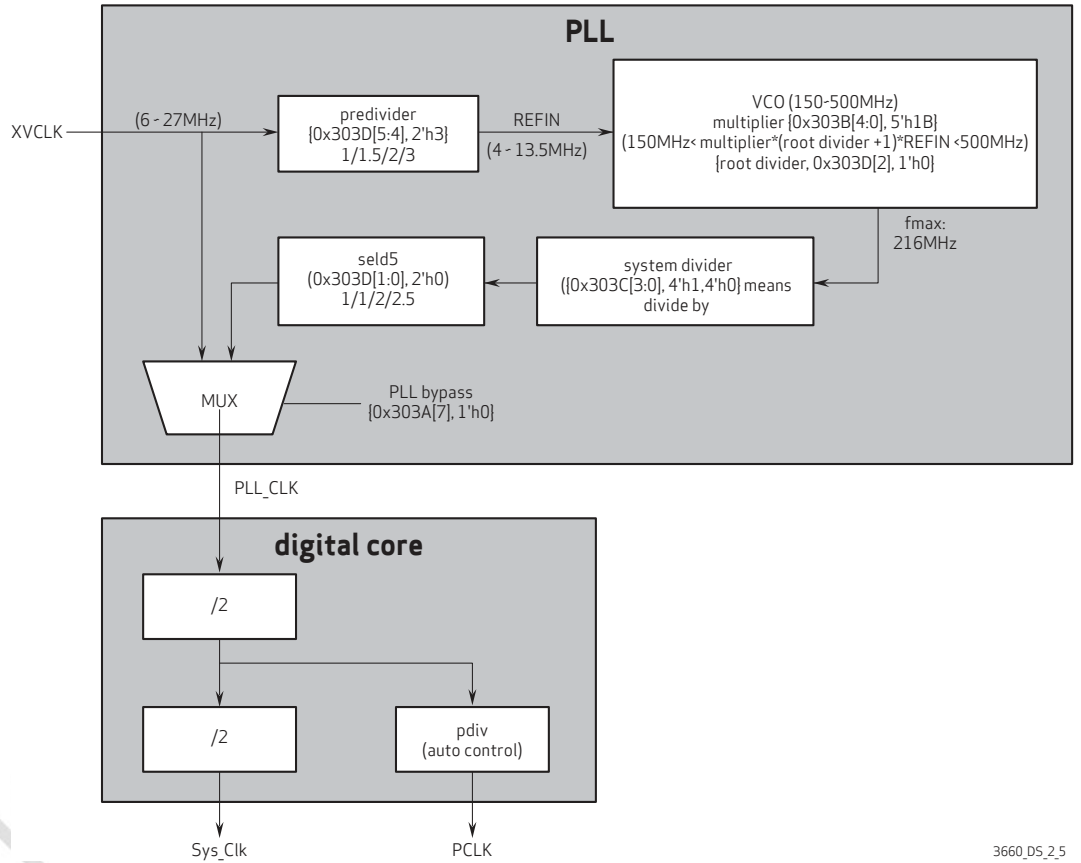 PLL
XVCLK
(6 - 27MHz)
predivider
{0x303D[5:4], 2'h3}
1/1.5/2/3
REFIN
(4 - 13.5MHz)
VCO (150-500MHz)
multiplier {0x303B[4:0], 5'h1B}
(150MHz< multiplier*(root divider +1)*REFIN <500MHz)
{root divider, 0x303D[2], 1'h0}
fmax:
216MHz
seld5
(0x303D[1:0], 2'h0)
1/1/2/2.5
system divider
({0x303C[3:0], 4'h1,4'h0} means
divide by
MUX
PLL bypass
{0x303A[7], 1'h0}
PLL_CLK
digital core
/2
/2
pdiv
(auto control)
Sys_Clk
PCLK
3660_DS_2_5